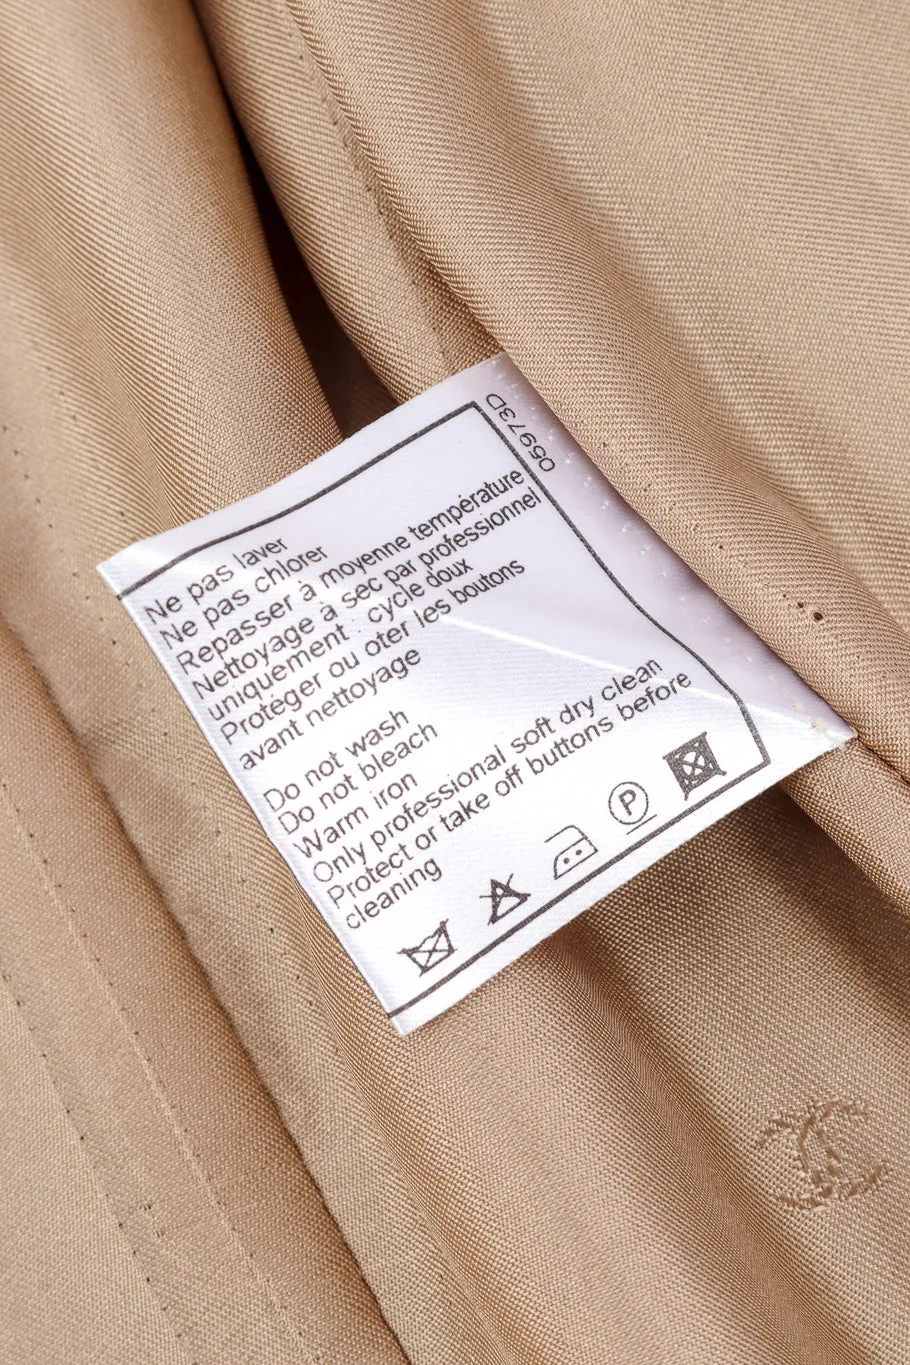 05973D
Ne pas laver
Ne pas chlorer
Repasser à moyenne température
Nettoyage à sec par professionnel
uniquement - cycle doux
Protéger ou oter les boutons
avant nettoyage
Do not wash
Do not bleach
Warm iron
Only professional soft dry clean
Protect or take off buttons before
cleaning
P